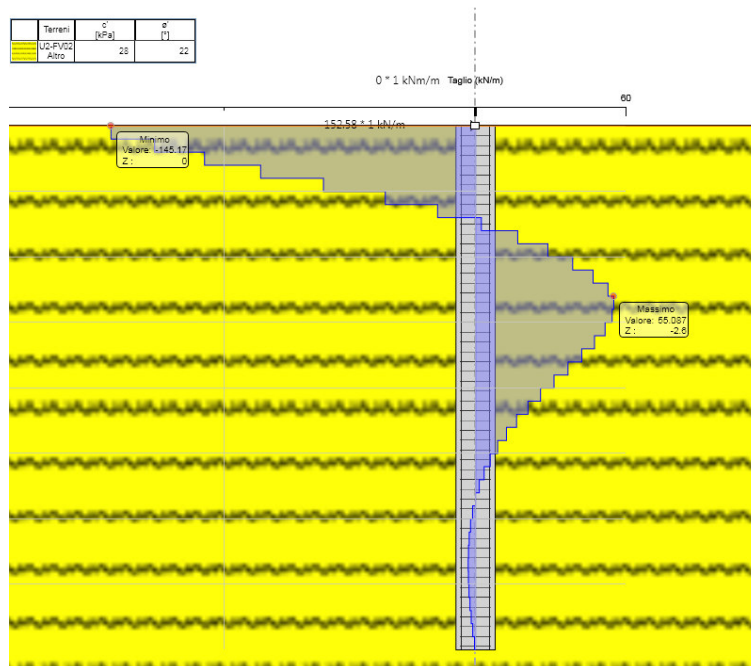 Terreni c' ø'
[kPa] [°]
U2-FV02 28 22
Altro
0 * 1 kNm/m Taglio (kN/m)
60
152.58 * 1 kN/m
Minimo
Valore: -145.17
Z : 0
Massimo
Valore: 55.087
Z : -2.6